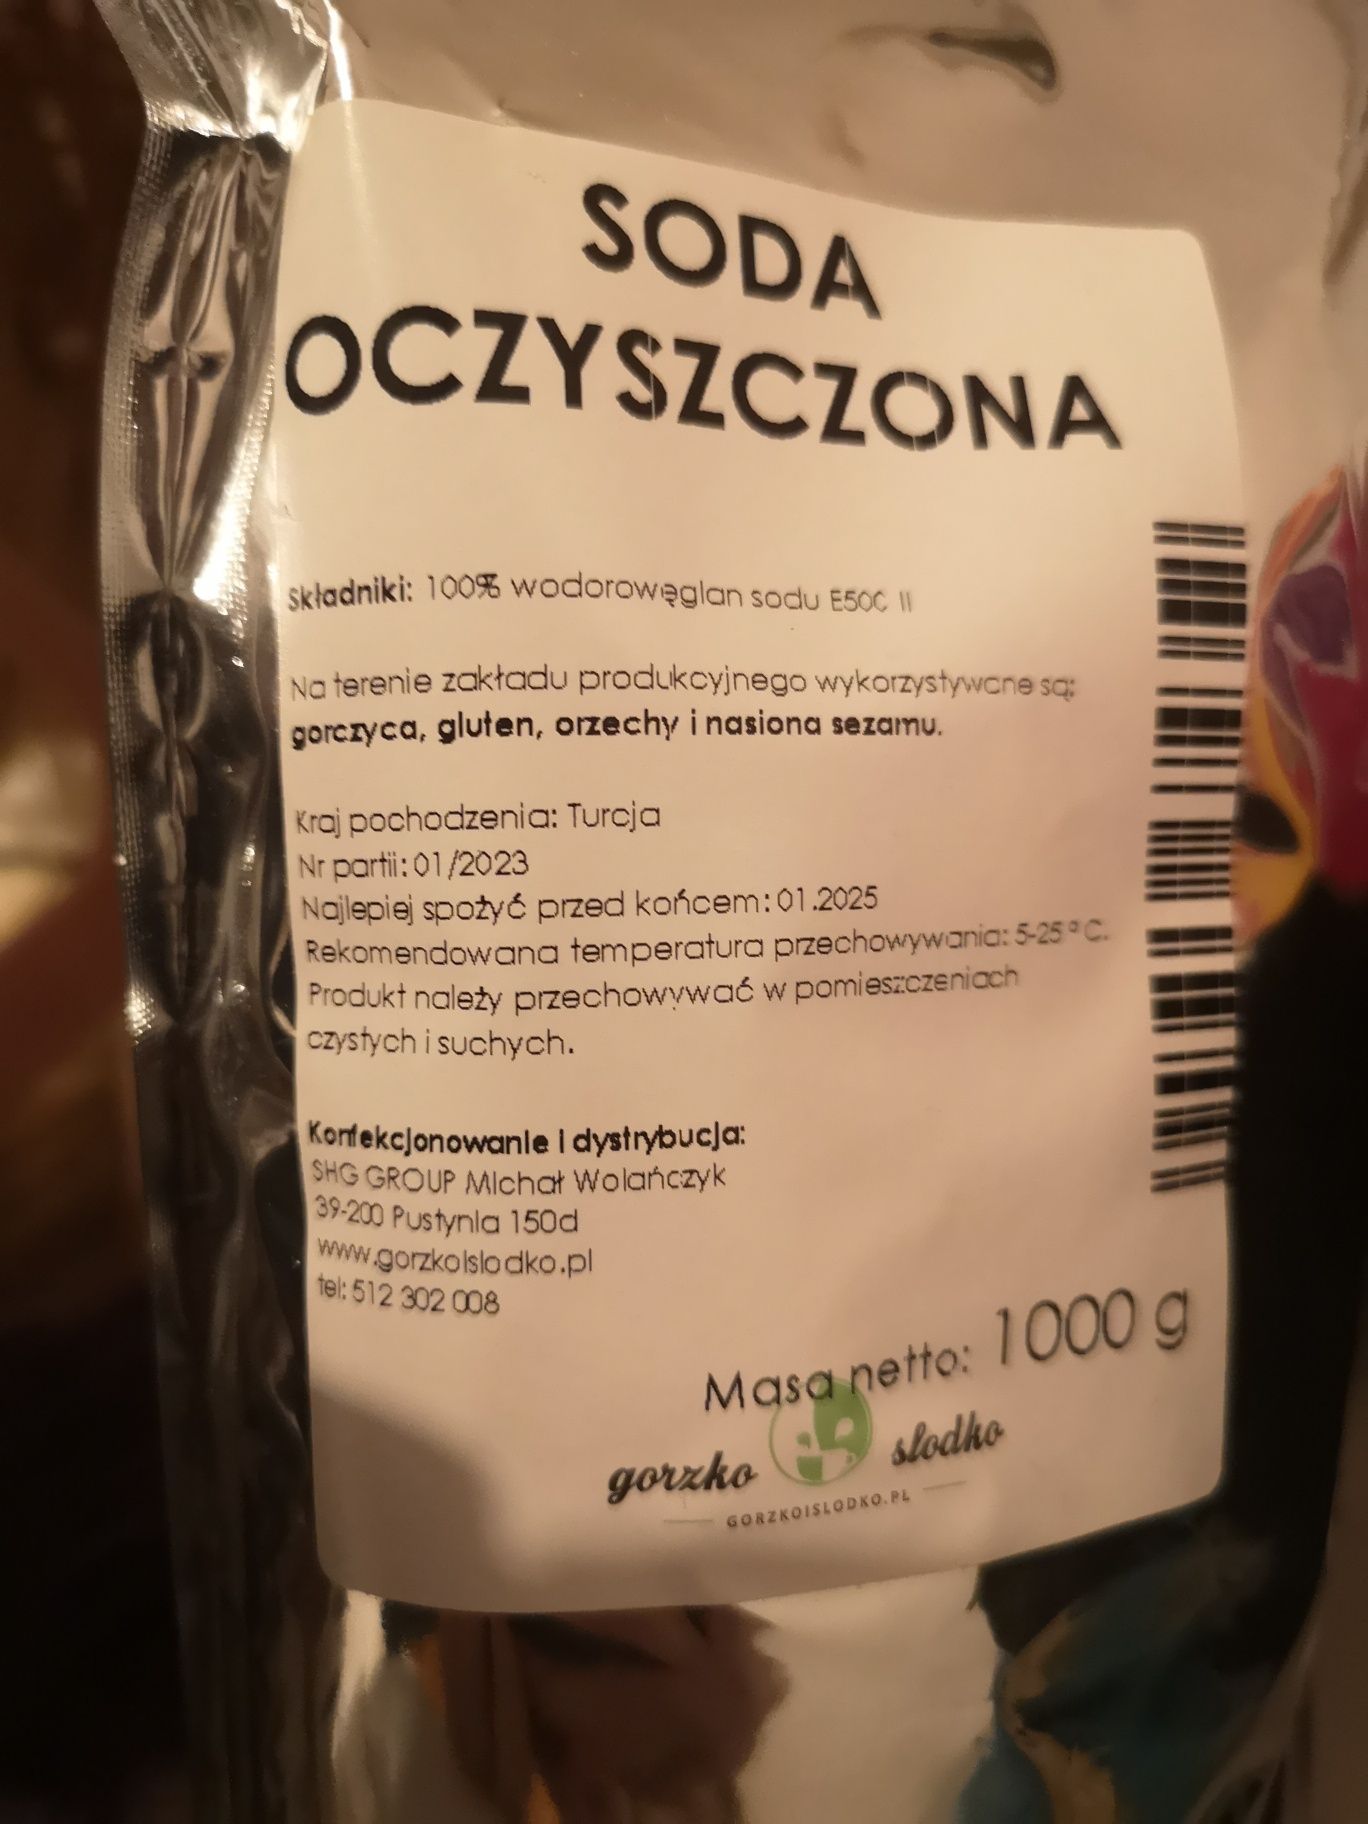 SODA
OCZYSZCZONA
Składniki: 100% wodorowęglan sodu E500 II
Na terenie zakładu produkcyjnego wykorzystywane są:
gorczyca, gluten, orzechy i nasiona sezamu.
Kraj pochodzenia: Turcja
Nr partii: 01/2023
Najlepiej spożyć przed końcem: 01.2025
Rekomendowana temperatura przechowywania: 5-25 °C.
Produkt należy przechowywać w pomieszczeniach
czystych i suchych.
Konfekcjonowanie i dystrybucja:
SHG GROUP Michał Wolańczyk
39-200 Pustynia 150d
www.gorzkoislodko.pl
tel: 512 302 008
Masa netto: 1000 g
gorzko słodko
GORZKOISLODKO.PL